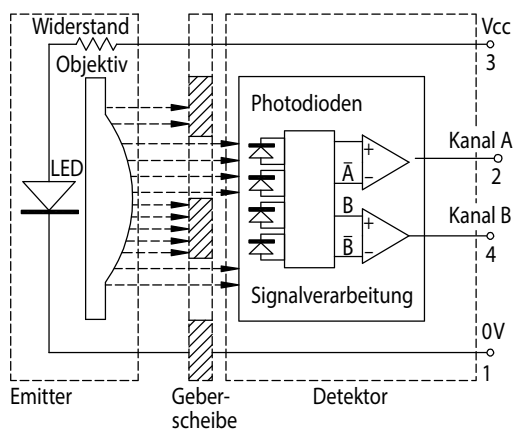 Widerstand
Objektiv
LED
Emitter
Geber-
scheibe
Photodioden
+
A̅
−
B
+
B̅
−
Signalverarbeitung
Detektor
Vcc
3
Kanal A
2
Kanal B
4
0V
1